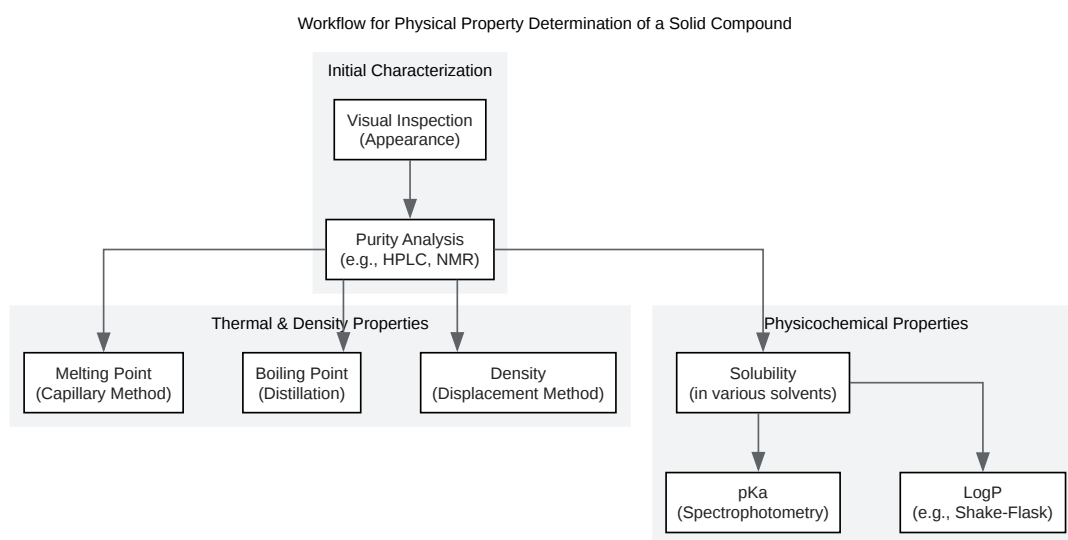 Workflow for Physical Property Determination of a Solid Compound
Initial Characterization
Visual Inspection
(Appearance)
Purity Analysis
(e.g., HPLC, NMR)
Thermal & Density Properties
Melting Point
(Capillary Method)
Boiling Point
(Distillation)
Density
(Displacement Method)
Physicochemical Properties
Solubility
(in various solvents)
pKa
(Spectrophotometry)
LogP
(e.g., Shake-Flask)